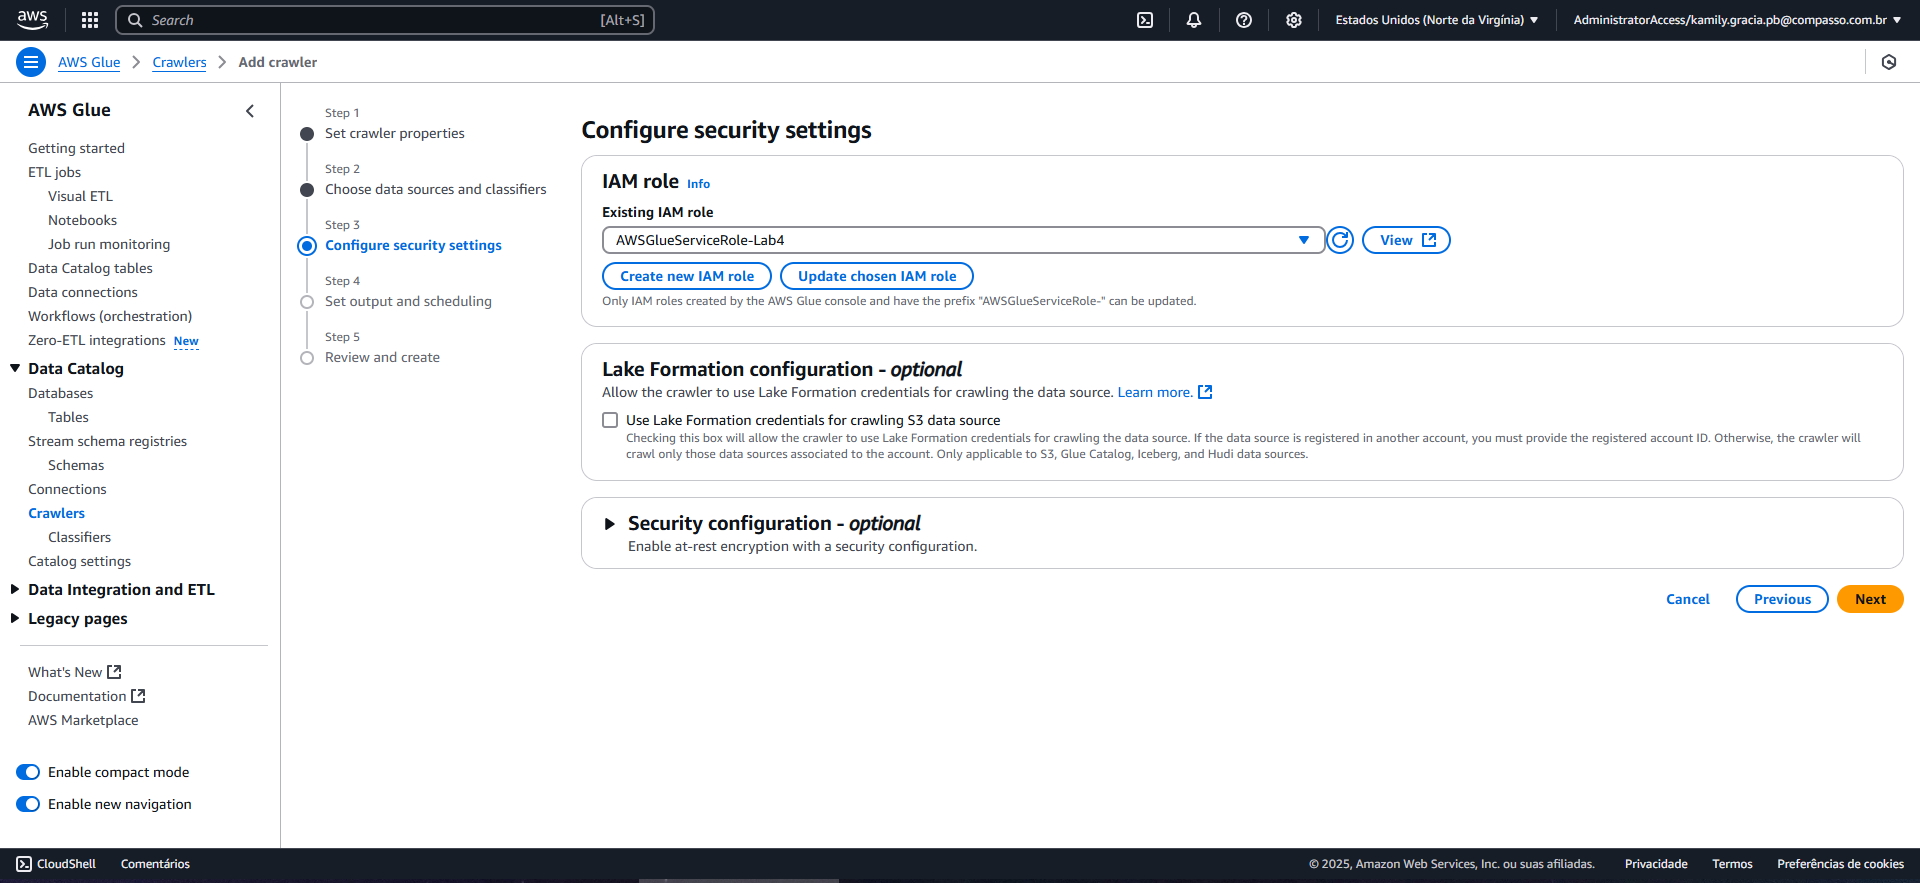 aws
Search
[Alt+S]
Estados Unidos (Norte da Virgínia)
AdministratorAccess/kamily.gracia.pb@compasso.com.br
AWS Glue
Crawlers
Add crawler
AWS Glue
Getting started
ETL jobs
Visual ETL
Notebooks
Job run monitoring
Data Catalog tables
Data connections
Workflows (orchestration)
Zero-ETL integrations New
Data Catalog
Databases
Tables
Stream schema registries
Schemas
Connections
Crawlers
Classifiers
Catalog settings
Data Integration and ETL
Legacy pages
What's New
Documentation
AWS Marketplace
Enable compact mode
Enable new navigation
Step 1
Set crawler properties
Step 2
Choose data sources and classifiers
Step 3
Configure security settings
Step 4
Set output and scheduling
Step 5
Review and create
Configure security settings
IAM role Info
Existing IAM role
AWSGlueServiceRole-Lab4
View
Create new IAM role
Update chosen IAM role
Only IAM roles created by the AWS Glue console and have the prefix "AWSGlueServiceRole-" can be updated.
Lake Formation configuration - optional
Allow the crawler to use Lake Formation credentials for crawling the data source. Learn more.
Use Lake Formation credentials for crawling S3 data source
Checking this box will allow the crawler to use Lake Formation credentials for crawling the data source. If the data source is registered in another account, you must provide the registered account ID. Otherwise, the crawler will
crawl only those data sources associated to the account. Only applicable to S3, Glue Catalog, Iceberg, and Hudi data sources.
Security configuration - optional
Enable at-rest encryption with a security configuration.
Cancel
Previous
Next
CloudShell
Comentários
© 2025, Amazon Web Services, Inc. ou suas afiliadas.
Privacidade
Termos
Preferências de cookies